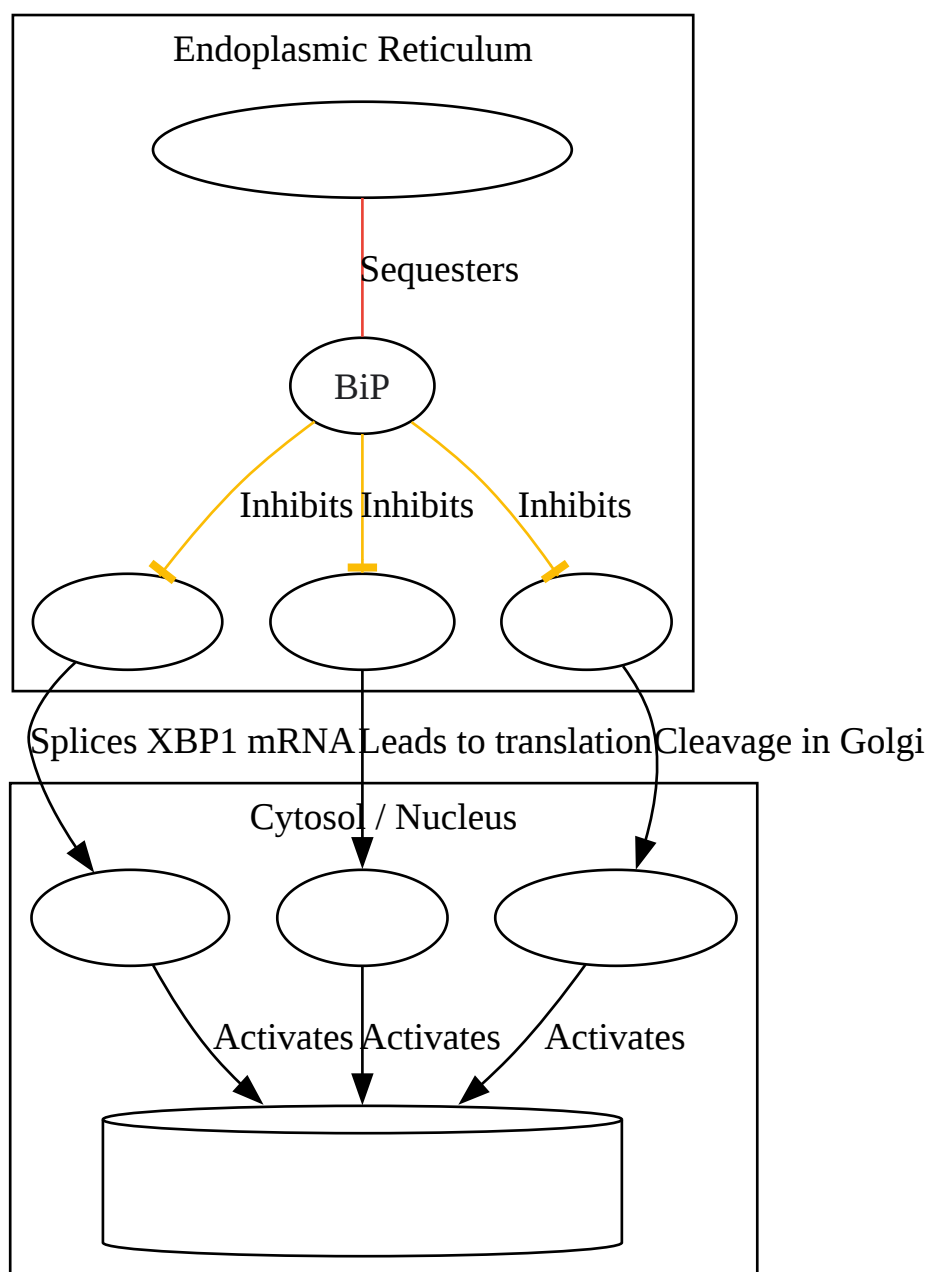 Endoplasmic Reticulum
Sequesters
BiP
Inhibits
Inhibits
Inhibits
Splices XBP1 mRNA
Leads to translation
Cleavage in Golgi
Cytosol / Nucleus
Activates
Activates
Activates